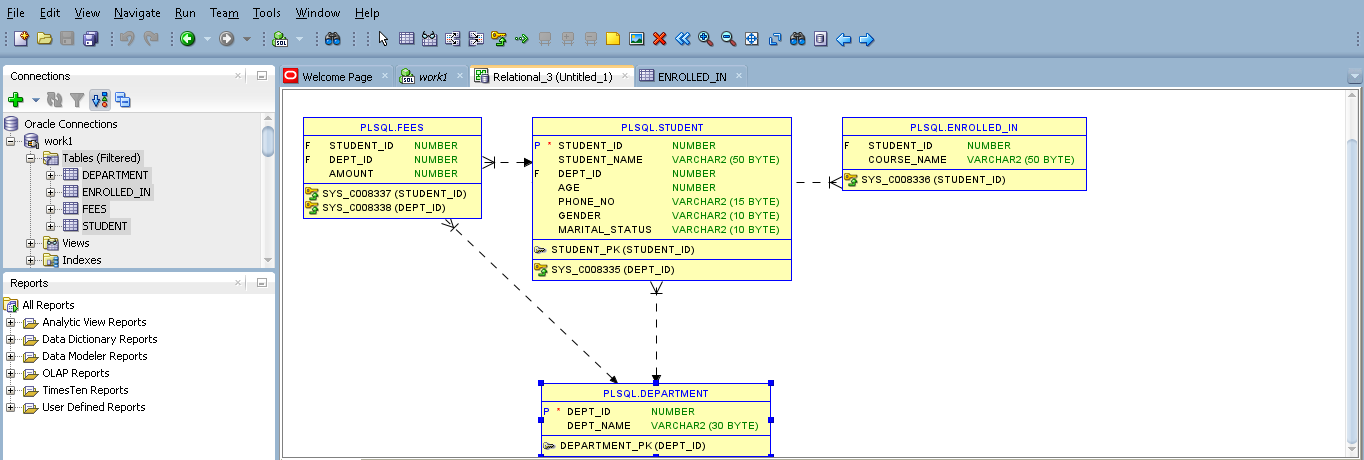 File Edit View Navigate Run Team Tools Window Help
SQL
Connections
Oracle Connections
work1
Tables (Filtered)
DEPARTMENT
ENROLLED_IN
FEES
STUDENT
Views
Indexes
Reports
All Reports
Analytic View Reports
Data Dictionary Reports
Data Modeler Reports
OLAP Reports
TimesTen Reports
User Defined Reports
Welcome Page work1 Relational_3 (Untitled_1) ENROLLED_IN
PLSQL.FEES
F STUDENT_ID NUMBER
F DEPT_ID NUMBER
AMOUNT NUMBER
SYS_C008337 (STUDENT_ID)
SYS_C008338 (DEPT_ID)
PLSQL.STUDENT
P * STUDENT_ID NUMBER
STUDENT_NAME VARCHAR2 (50 BYTE)
F DEPT_ID NUMBER
AGE NUMBER
PHONE_NO VARCHAR2 (15 BYTE)
GENDER VARCHAR2 (10 BYTE)
MARITAL_STATUS VARCHAR2 (10 BYTE)
STUDENT_PK (STUDENT_ID)
SYS_C008335 (DEPT_ID)
PLSQL.ENROLLED_IN
F STUDENT_ID NUMBER
COURSE_NAME VARCHAR2 (50 BYTE)
SYS_C008336 (STUDENT_ID)
PLSQL.DEPARTMENT
P * DEPT_ID NUMBER
DEPT_NAME VARCHAR2 (30 BYTE)
DEPARTMENT_PK (DEPT_ID)